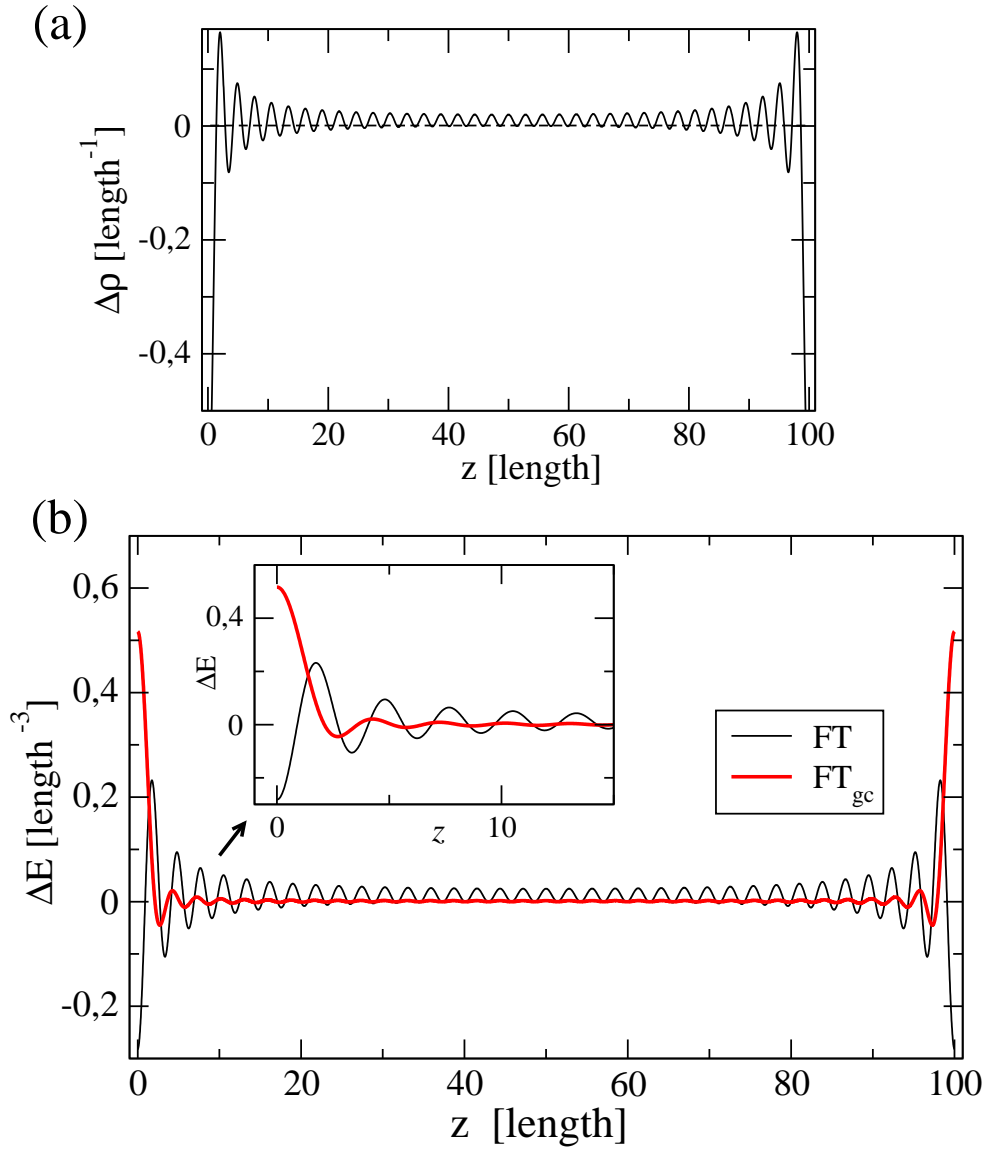 (a)
Δρ [length⁻¹]
0
-0,2
-0,4
0 20 40 60 80 100
z [length]
(b)
ΔE [length⁻³]
0,6
0,4
0,2
0
-0,2
ΔE
0,4
0
0 10
z
FT
FT_gc
0 20 40 60 80 100
z [length]